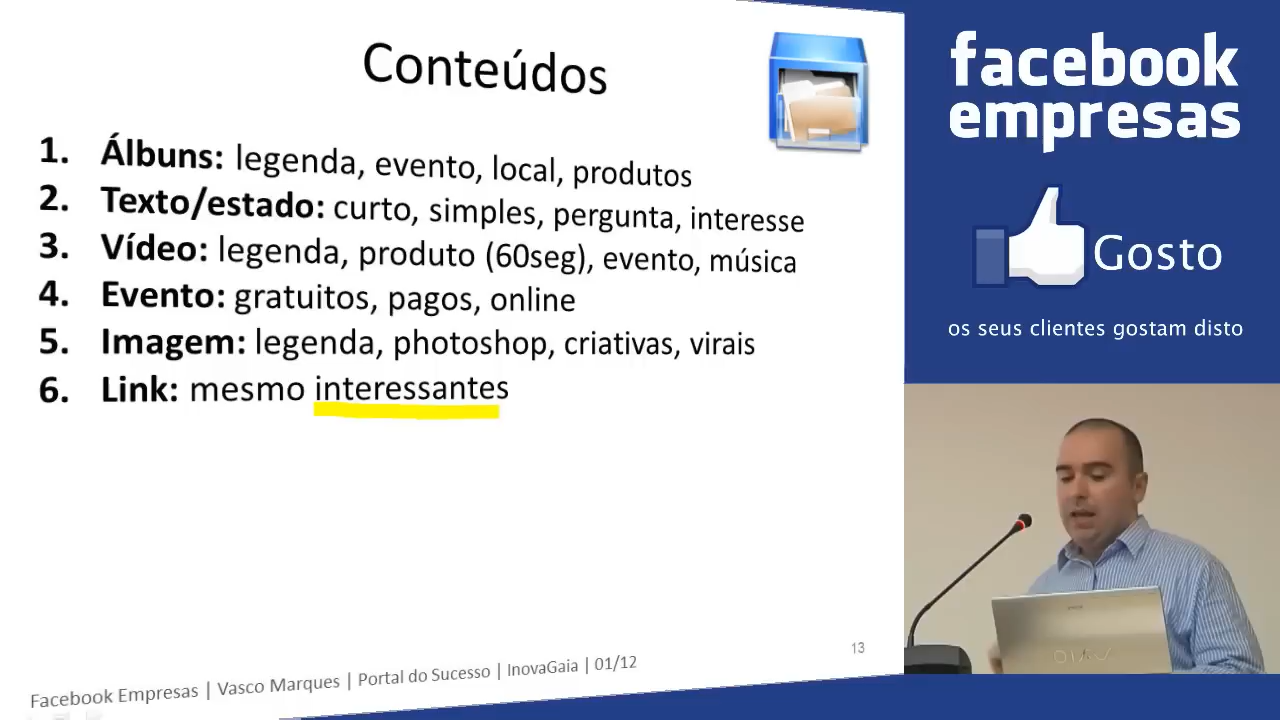 Conteúdos
1. Álbuns: legenda, evento, local, produtos
2. Texto/estado: curto, simples, pergunta, interesse
3. Vídeo: legenda, produto (60seg), evento, música
4. Evento: gratuitos, pagos, online
5. Imagem: legenda, photoshop, criativas, virais
6. Link: mesmo interessantes
13
Facebook Empresas | Vasco Marques | Portal do Sucesso | InovaGaia | 01/12
facebook
empresas
Gosto
os seus clientes gostam disto
VAIO